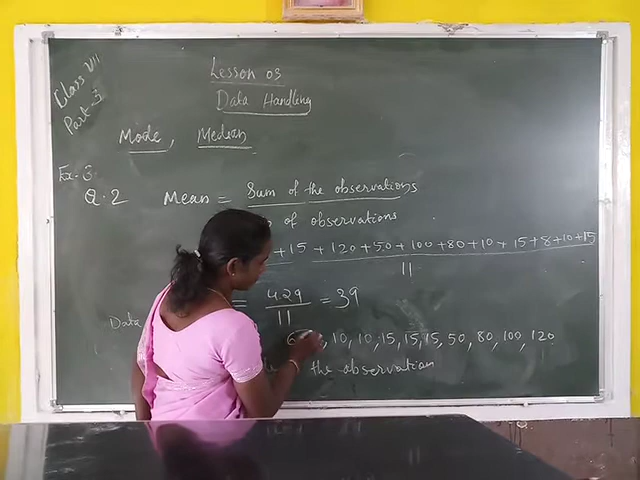 Class VII
Part 3
Lesson 03
Data Handling
Mode, Median
Ex-3
Q.2 Mean = Sum of the observations
of observations
+ 15 + 120 + 50 + 100 + 80 + 10 + 15 + 8 + 10 + 15
11
= 429 = 39
11
Data
6, 10, 10, 15, 15, 15, 50, 80, 100, 120
the observation